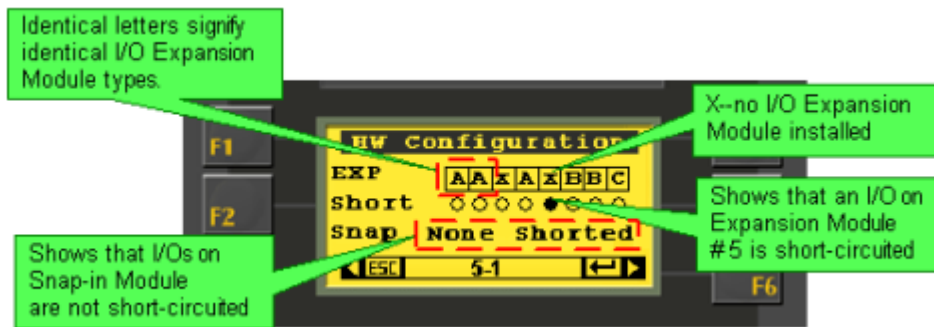 Identical letters signify
identical I/O Expansion
Module types.
X--no I/O Expansion
Module installed
F1
HW Configuration
EXP A A X A X B B C
Short
F2
Snap None Shorted
Shows that an I/O on
Expansion Module
#5 is short-circuited
Shows that I/Os on
Snap-in Module
are not short-circuited
ESC 5-1
F6